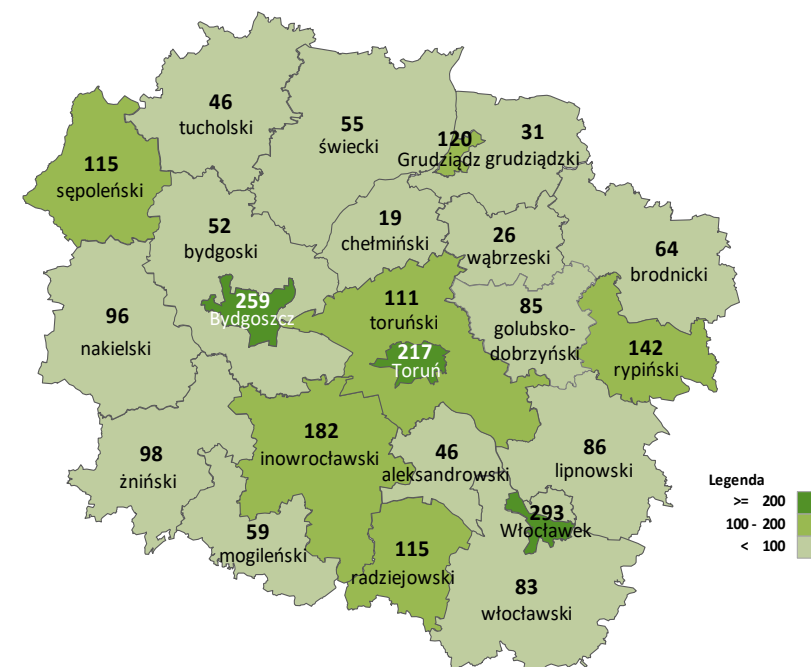 46
tucholski
55
świecki
120
Grudziądz
31
grudziądzki
115
sępoleński
52
bydgoski
19
chełmiński
26
wąbrzeski
64
brodnicki
259
Bydgoszcz
96
nakielski
111
toruński
85
golubsko-
dobrzyński
217
Toruń
142
rypiński
182
inowrocławski
98
żniński
46
aleksandrowski
86
lipnowski
59
mogileński
115
radziejowski
293
Włocławek
83
włocławski
Legenda
>= 200
100 - 200
< 100